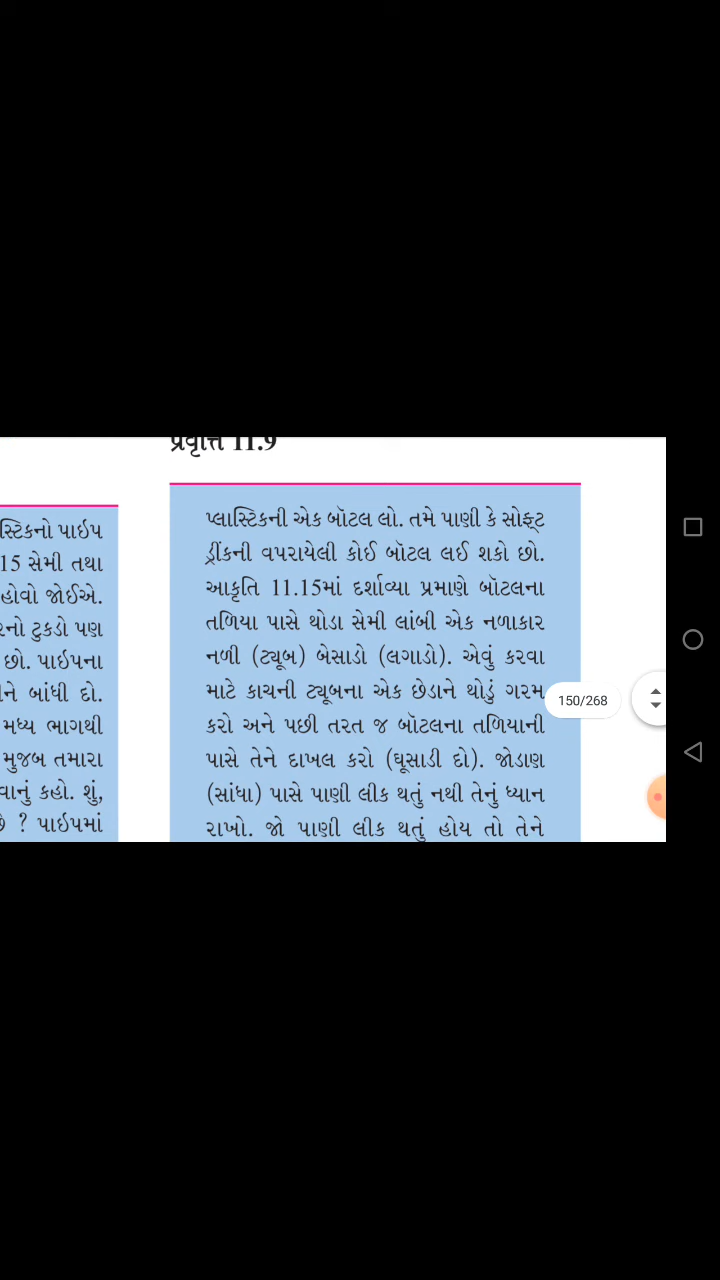 સ્ટિકનો પાઇપ
15 સેમી તથા
હોવો જોઈએ.
ટુકડો પણ
છો. પાઇપના
બાંધી દો.
મધ્ય ભાગથી
મુજબ તમારા
કહો. શું,
? પાઇપમાં
પ્રવૃત્તિ 11.9
પ્લાસ્ટિકની એક બૉટલ લો. તમે પાણી કે સોફ્ટ
ડ્રીંકની વપરાયેલી કોઈ બૉટલ લઈ શકો છો.
આકૃતિ 11.15માં દર્શાવ્યા પ્રમાણે બૉટલના
તળિયા પાસે થોડા સેમી લાંબી એક નળાકાર
નળી (ટ્યૂબ) બેસાડો (લગાડો). એવું કરવા
માટે કાચની ટ્યૂબના એક છેડાને થોડું ગરમ
કરો અને પછી તરત જ બૉટલના તળિયાની
પાસે તેને દાખલ કરો (ઘૂસાડી દો). જોડાણ
(સાંધા) પાસે પાણી લીક થતું નથી તેનું ધ્યાન
રાખો. જો પાણી લીક થતું હોય તો તેને
150/268